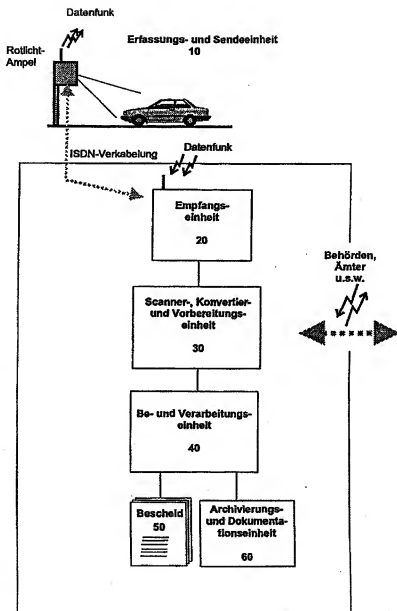 Datenfunk
Rotlicht-
Ampel
Erfassungs- und Sendeeinheit
10
ISDN-Verkabelung
Datenfunk
Empfangs-
einheit
20
Behörden,
Ämter
u.s.w.
Scanner-, Konvertier-
und Vorbereitungs-
einheit
30
Be- und Verarbeitungs-
einheit
40
Bescheid
50
Archivierungs-
und Dokumenta-
tionseinheit
60